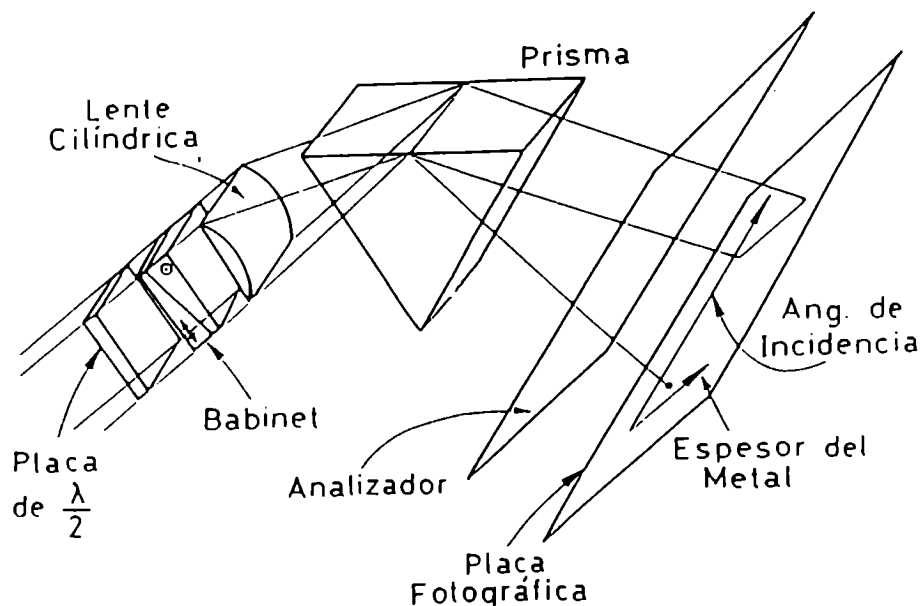 Prisma
Lente
Cilíndrica
Ang. de
Incidencia
Babinet
Espesor del
Metal
Placa
de λ/2
Analizador
Placa
Fotográfica